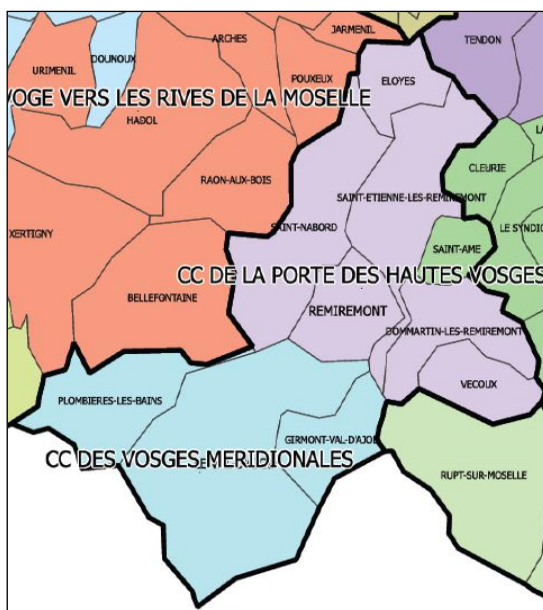 ARCHES
JARMENIL
TENDON
DOUNOUX
URIMENIL
POUXEUX
ELOYES
VOGE VERS LES RIVES DE LA MOSELLE
HADOL
CLEURIE
RAON-AUX-BOIS
SAINT-ETIENNE-LES-REMIREMONT
XERTIGNY
SAINT-NABORD
LE SYNDIC
SAINT-AME
CC DE LA PORTE DES HAUTES VOSGES
BELLEFONTAINE
REMIREMONT
DOMMARTIN-LES-REMIREMONT
VECOUX
PLOMBIERES-LES-BAINS
GIRMONT-VAL-D'AJOL
CC DES VOSGES MERIDIONALES
RUPT-SUR-MOSELLE